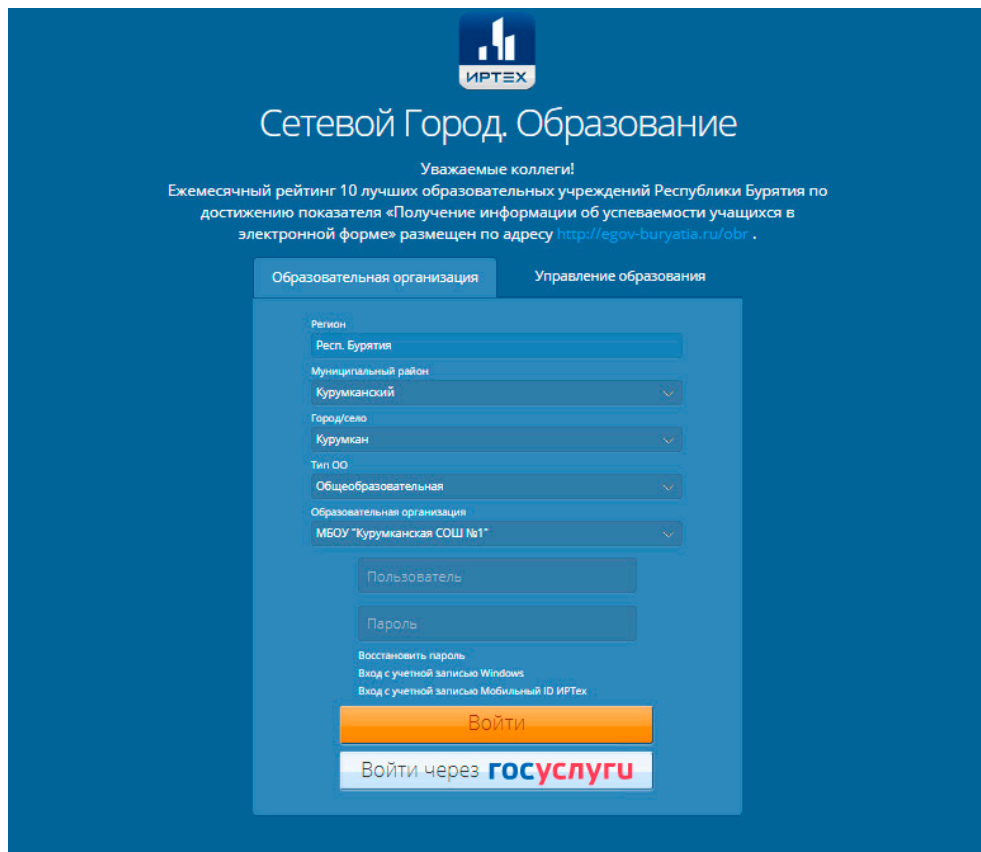 ИРТЕХ
Сетевой Город. Образование
Уважаемые коллеги!
Ежемесячный рейтинг 10 лучших образовательных учреждений Республики Бурятия по
достижению показателя «Получение информации об успеваемости учащихся в
электронной форме» размещен по адресу http://egov-buryatia.ru/obr .
Образовательная организация
Управление образования
Регион
Респ. Бурятия
Муниципальный район
Курумканский
Город/село
Курумкан
Тип ОО
Общеобразовательная
Образовательная организация
МБОУ "Курумканская СОШ №1"
Пользователь
Пароль
Восстановить пароль
Вход с учетной записью Windows
Вход с учетной записью Мобильный ID ИРТех
Войти
Войти через госуслуги